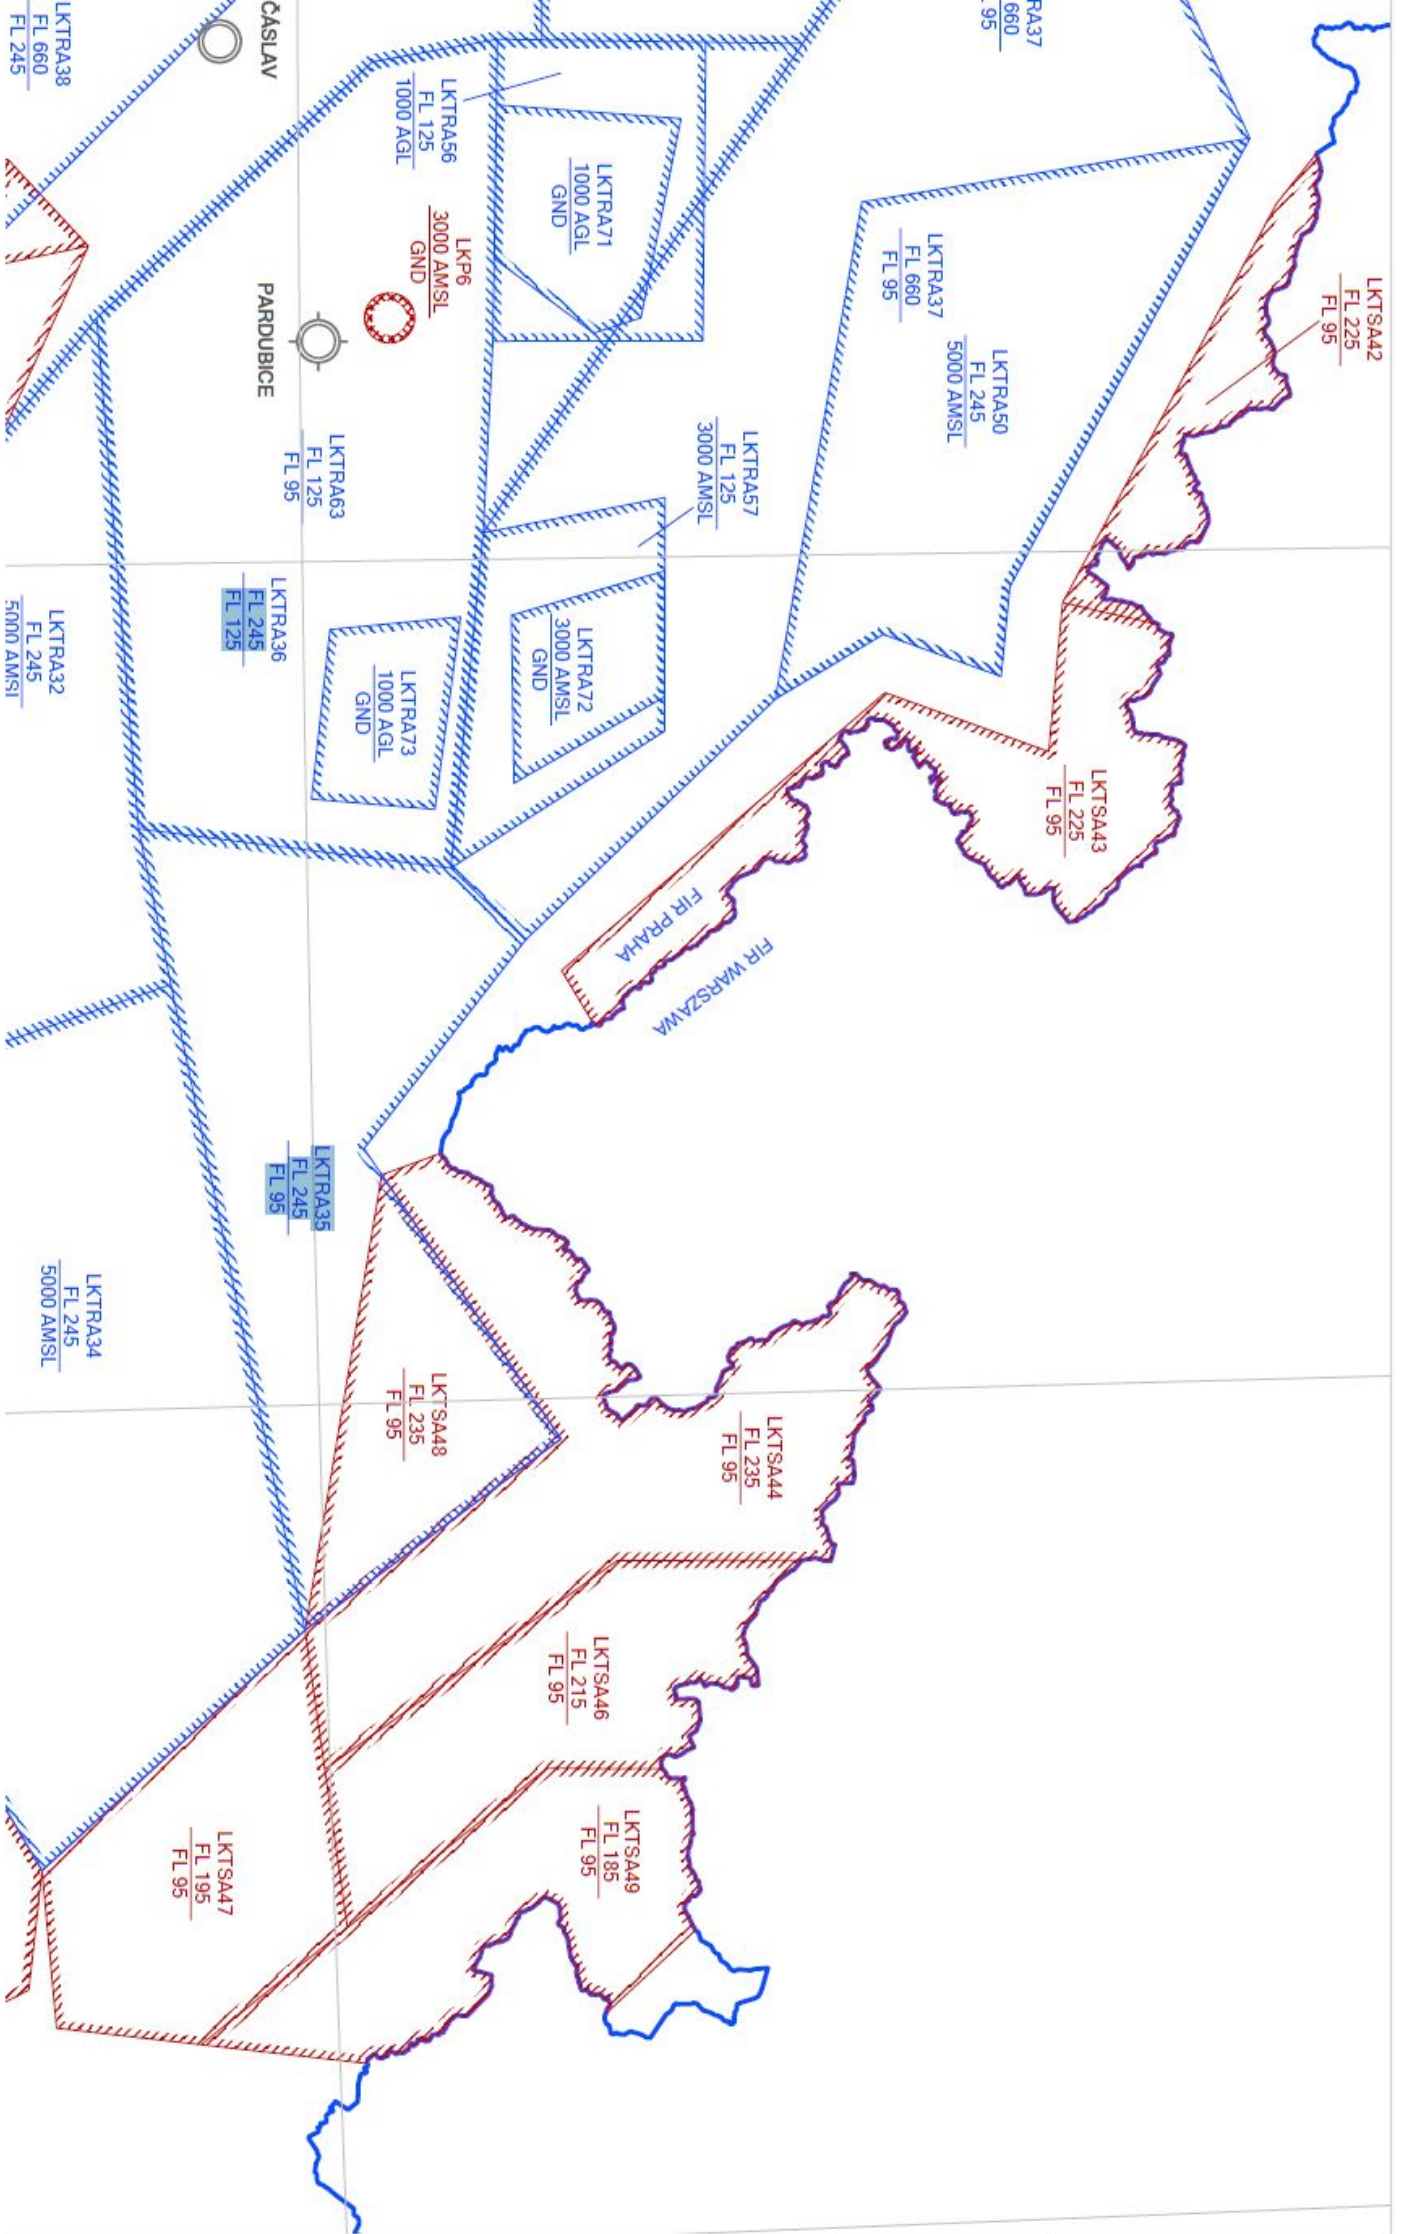 LKTRA38
FL 660
FL 245
ČÁSLAV
RA37
660
95
LKTRA56
FL 125
1000 AGL
LKTRA71
1000 AGL
GND
LKP6
3000 AMSL
GND
PARDUBICE
LKTRA37
FL 660
FL 95
LKTSA42
FL 225
FL 95
LKTRA50
FL 245
5000 AMSL
LKTRA63
FL 125
FL 95
LKTRA57
FL 125
3000 AMSL
LKTRA36
FL 245
FL 125
LKTRA32
FL 245
5000 AMSL
LKTRA72
3000 AMSL
GND
LKTRA73
1000 AGL
GND
LKTSA43
FL 225
FL 95
FIR PRAHA
FIR WARSZAWA
LKTRA35
FL 245
FL 95
LKTRA34
FL 245
5000 AMSL
LKTSA48
FL 235
FL 95
LKTSA44
FL 235
FL 95
LKTSA46
FL 215
FL 95
LKTSA49
FL 185
FL 95
LKTSA47
FL 195
FL 95